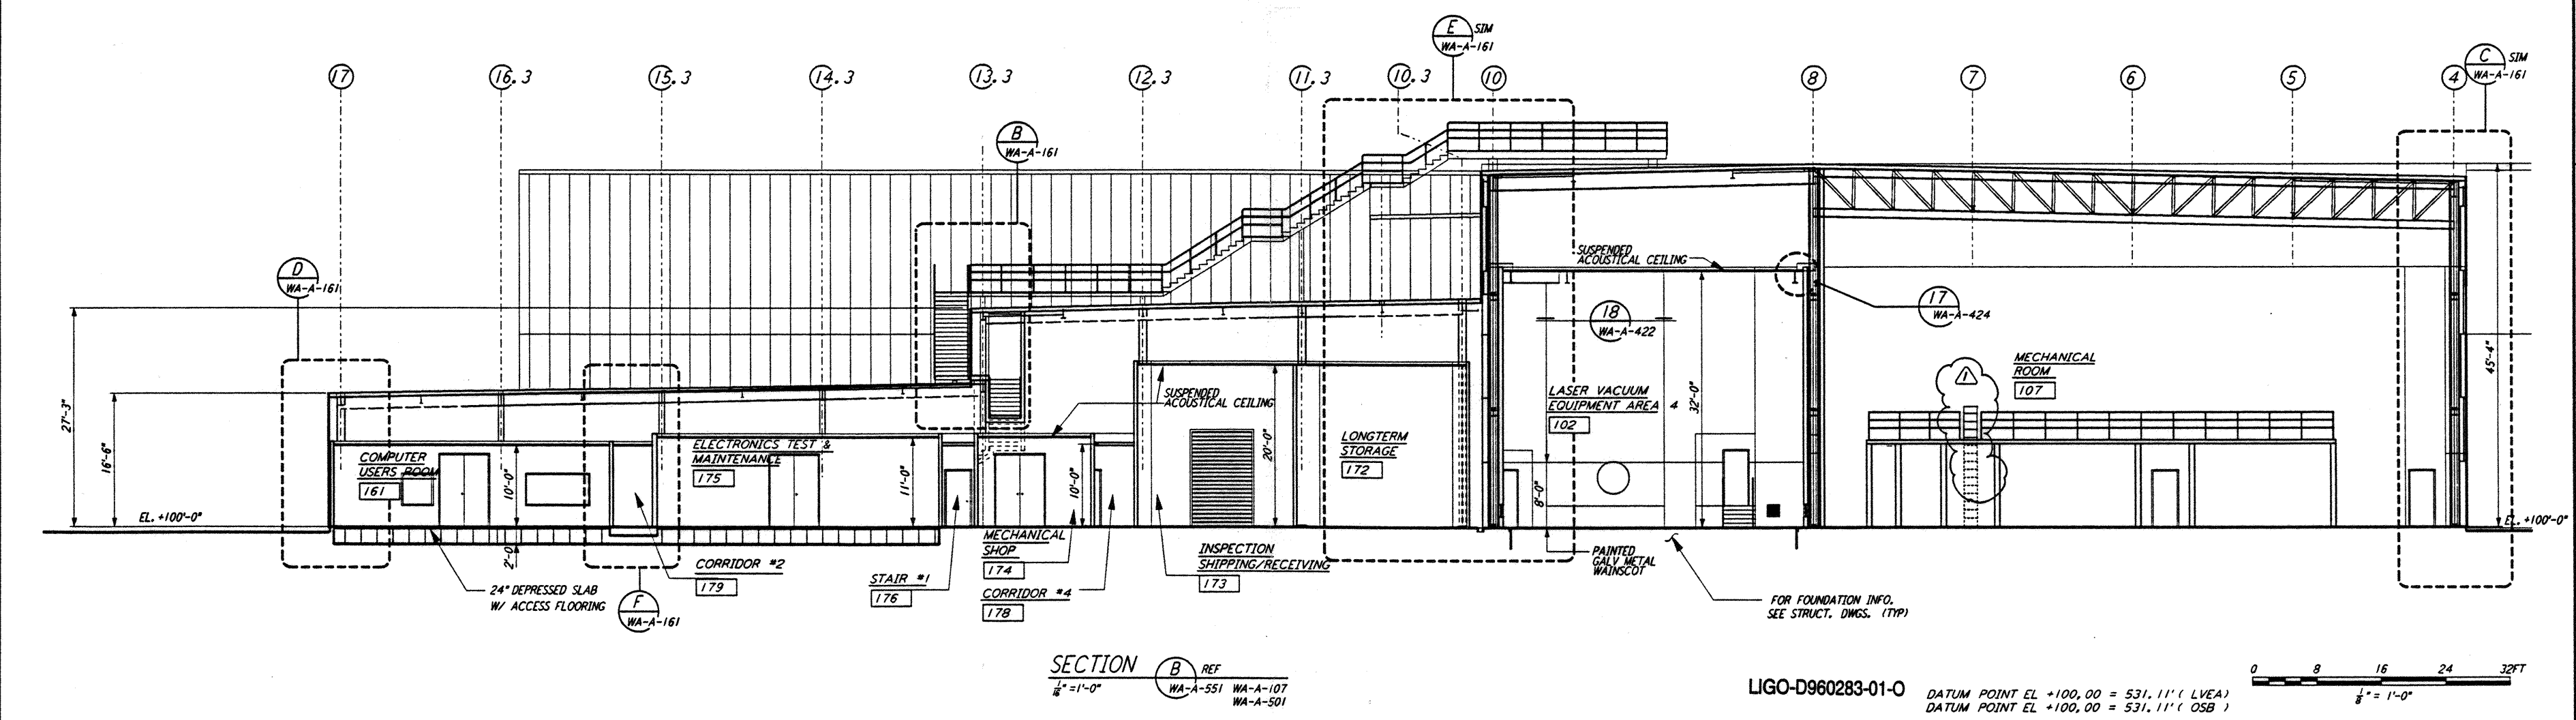 E SIM
WA-A-161
C SIM
WA-A-161
17 16.3 15.3 14.3 13.3 12.3 11.3 10.3 10 8 7 6 5 4
B
WA-A-161
D
WA-A-161
SUSPENDED
ACOUSTICAL CEILING
17
WA-A-424
18
WA-A-422
27'-3"
16'-6"
EL. +100'-0"
COMPUTER
USERS ROOM
161
10'-0"
2'-0"
ELECTRONICS TEST &
MAINTENANCE
175
11'-0"
SUSPENDED
ACOUSTICAL CEILING
10'-0"
20'-0"
LONGTERM
STORAGE
172
LASER VACUUM
EQUIPMENT AREA 4
102
8'-0"
32'-0"
1
MECHANICAL
ROOM
107
45'-4"
EL. +100'-0"
24" DEPRESSED SLAB
W/ ACCESS FLOORING
F
WA-A-161
CORRIDOR #2
179
STAIR #1
176
MECHANICAL
SHOP
174
CORRIDOR #4
178
INSPECTION
SHIPPING/RECEIVING
173
PAINTED
GALV METAL
WAINSCOT
FOR FOUNDATION INFO.
SEE STRUCT. DWGS. (TYP)
SECTION B REF
1/16" =1'-0" WA-A-551 WA-A-107
WA-A-501
LIGO-D960283-01-O
DATUM POINT EL +100,00 = 531.11' ( LVEA)
DATUM POINT EL +100,00 = 531.11' ( OSB )
0 8 16 24 32FT
1/8" = 1'-0"